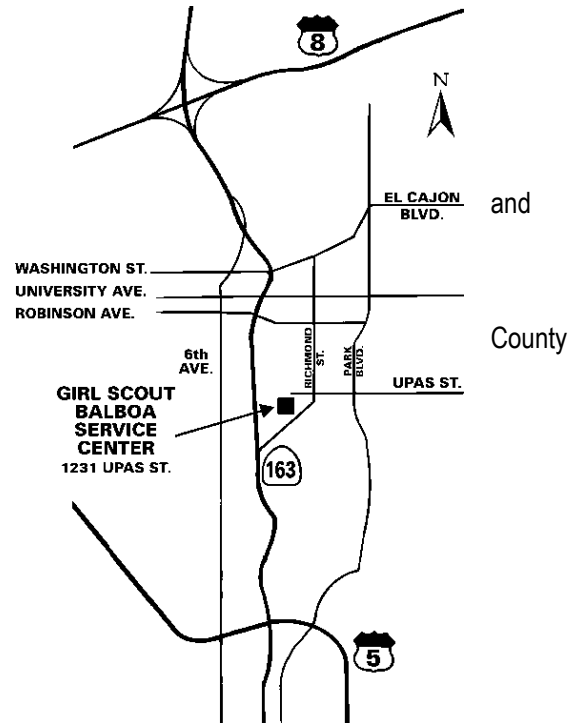 8
N
EL CAJON
BLVD.
and
WASHINGTON ST.
UNIVERSITY AVE.
ROBINSON AVE.
County
6th
AVE.
RICHMOND
ST.
PARK
BLVD.
UPAS ST.
GIRL SCOUT
BALBOA
SERVICE
CENTER
1231 UPAS ST.
163
5